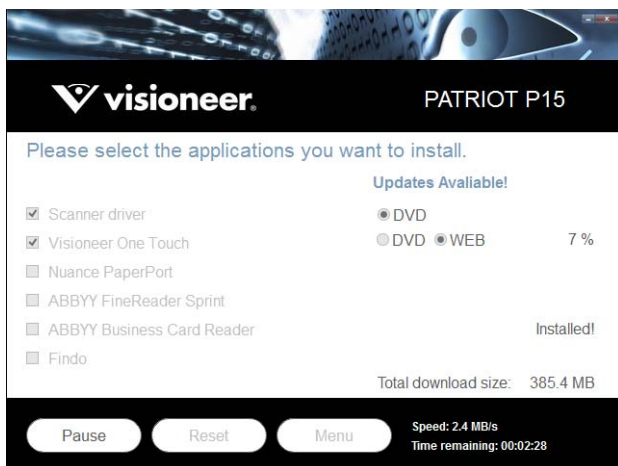 visioneer.
PATRIOT P15
Please select the applications you want to install.
Updates Avaliable!
Scanner driver DVD
Visioneer One Touch DVD WEB 7 %
Nuance PaperPort
ABBYY FineReader Sprint
ABBYY Business Card Reader Installed!
Findo
Total download size: 385.4 MB
Pause Reset Menu
Speed: 2.4 MB/s
Time remaining: 00:02:28